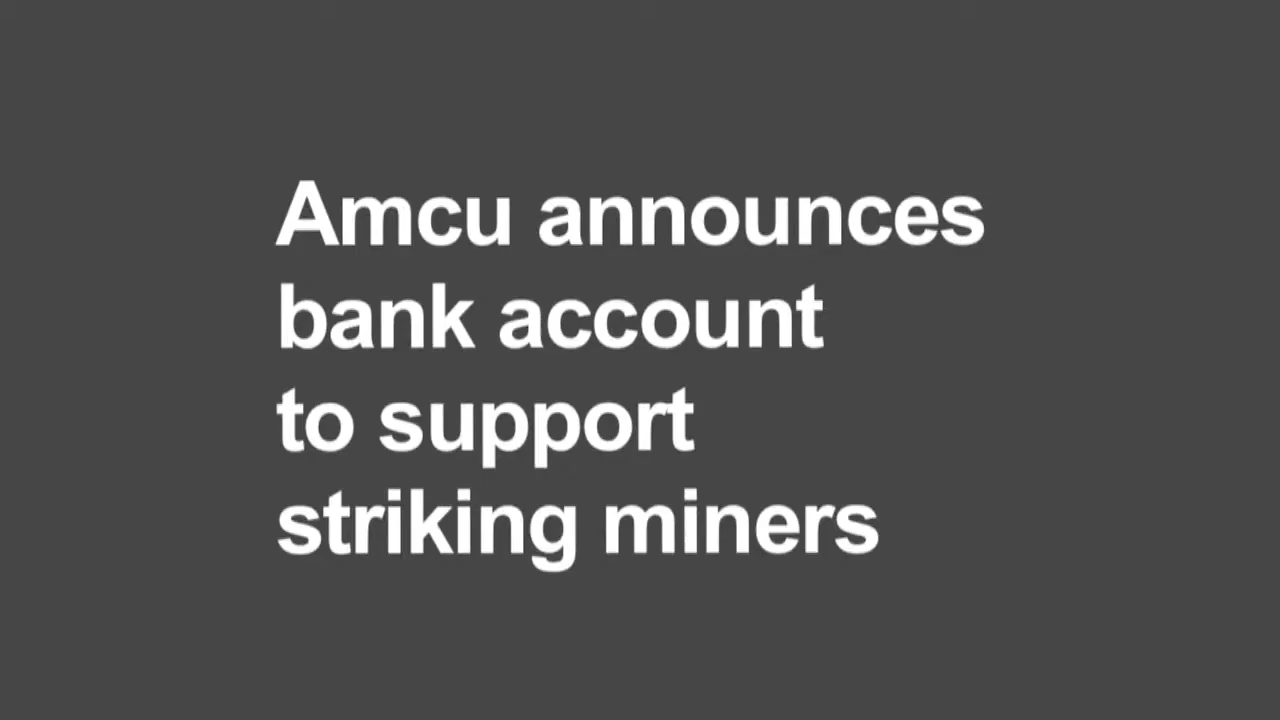 Amcu announces
bank account
to support
striking miners